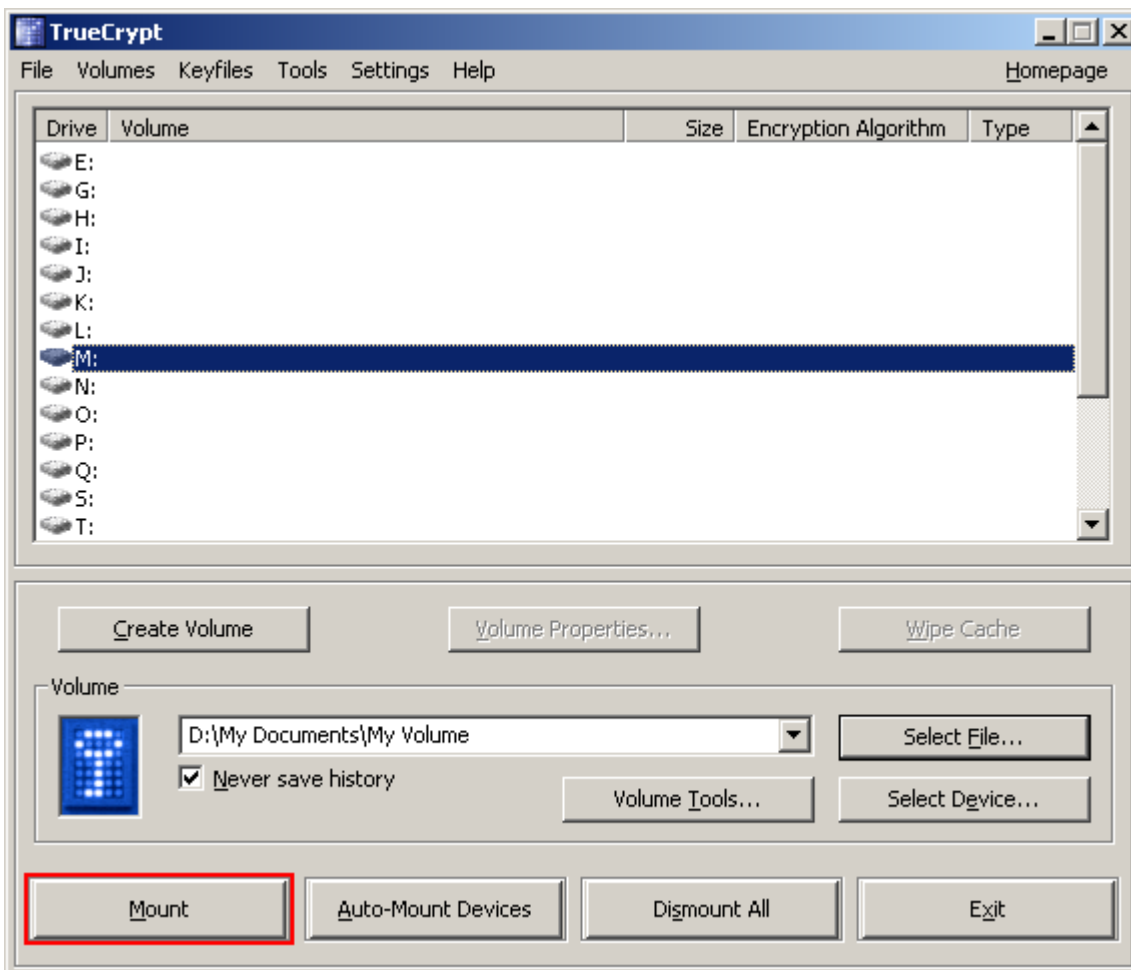 TrueCrypt
File Volumes Keyfiles Tools Settings Help Homepage
Drive Volume Size Encryption Algorithm Type
E:
G:
H:
I:
J:
K:
L:
M:
N:
O:
P:
Q:
S:
T:
Create Volume Volume Properties... Wipe Cache
Volume
D:\My Documents\My Volume Select File...
Never save history
Volume Tools... Select Device...
Mount Auto-Mount Devices Dismount All Exit